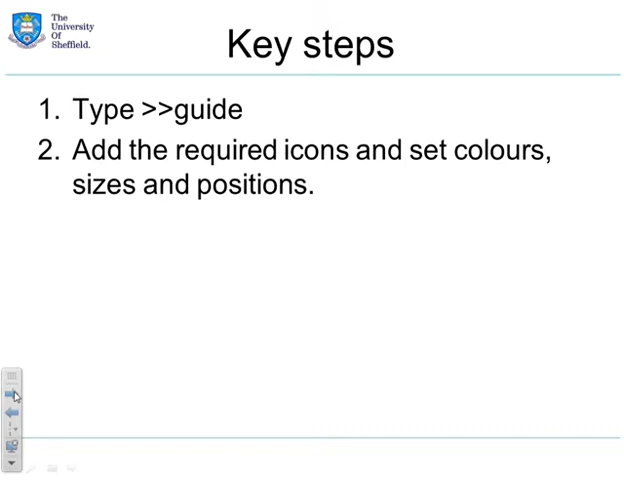 The
University
Of
Sheffield.
Key steps
1. Type >>guide
2. Add the required icons and set colours,
sizes and positions.